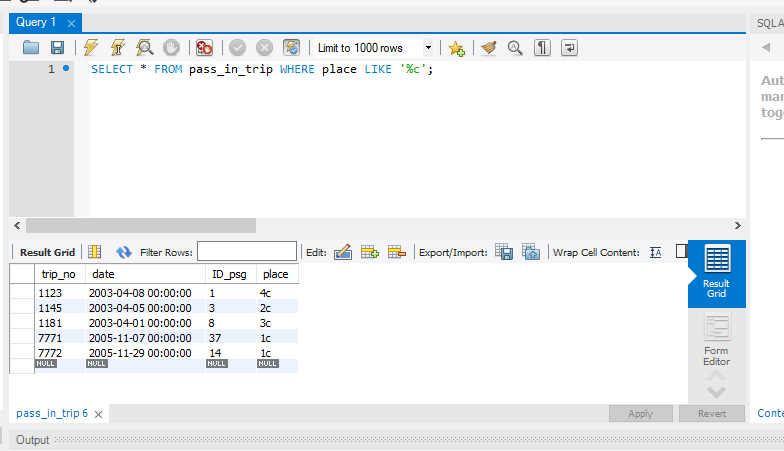 Query 1
SQLA
Limit to 1000 rows
1 SELECT * FROM pass_in_trip WHERE place LIKE '%c';
Aut
mar
tog
Result Grid Filter Rows: Edit: Export/Import: Wrap Cell Content:
trip_no date ID_psg place
1123 2003-04-08 00:00:00 1 4c
1145 2003-04-05 00:00:00 3 2c
1181 2003-04-01 00:00:00 8 3c
7771 2005-11-07 00:00:00 37 1c
7772 2005-11-29 00:00:00 14 1c
NULL NULL NULL NULL
Result
Grid
Form
Editor
pass_in_trip 6
Apply Revert
Conte
Output